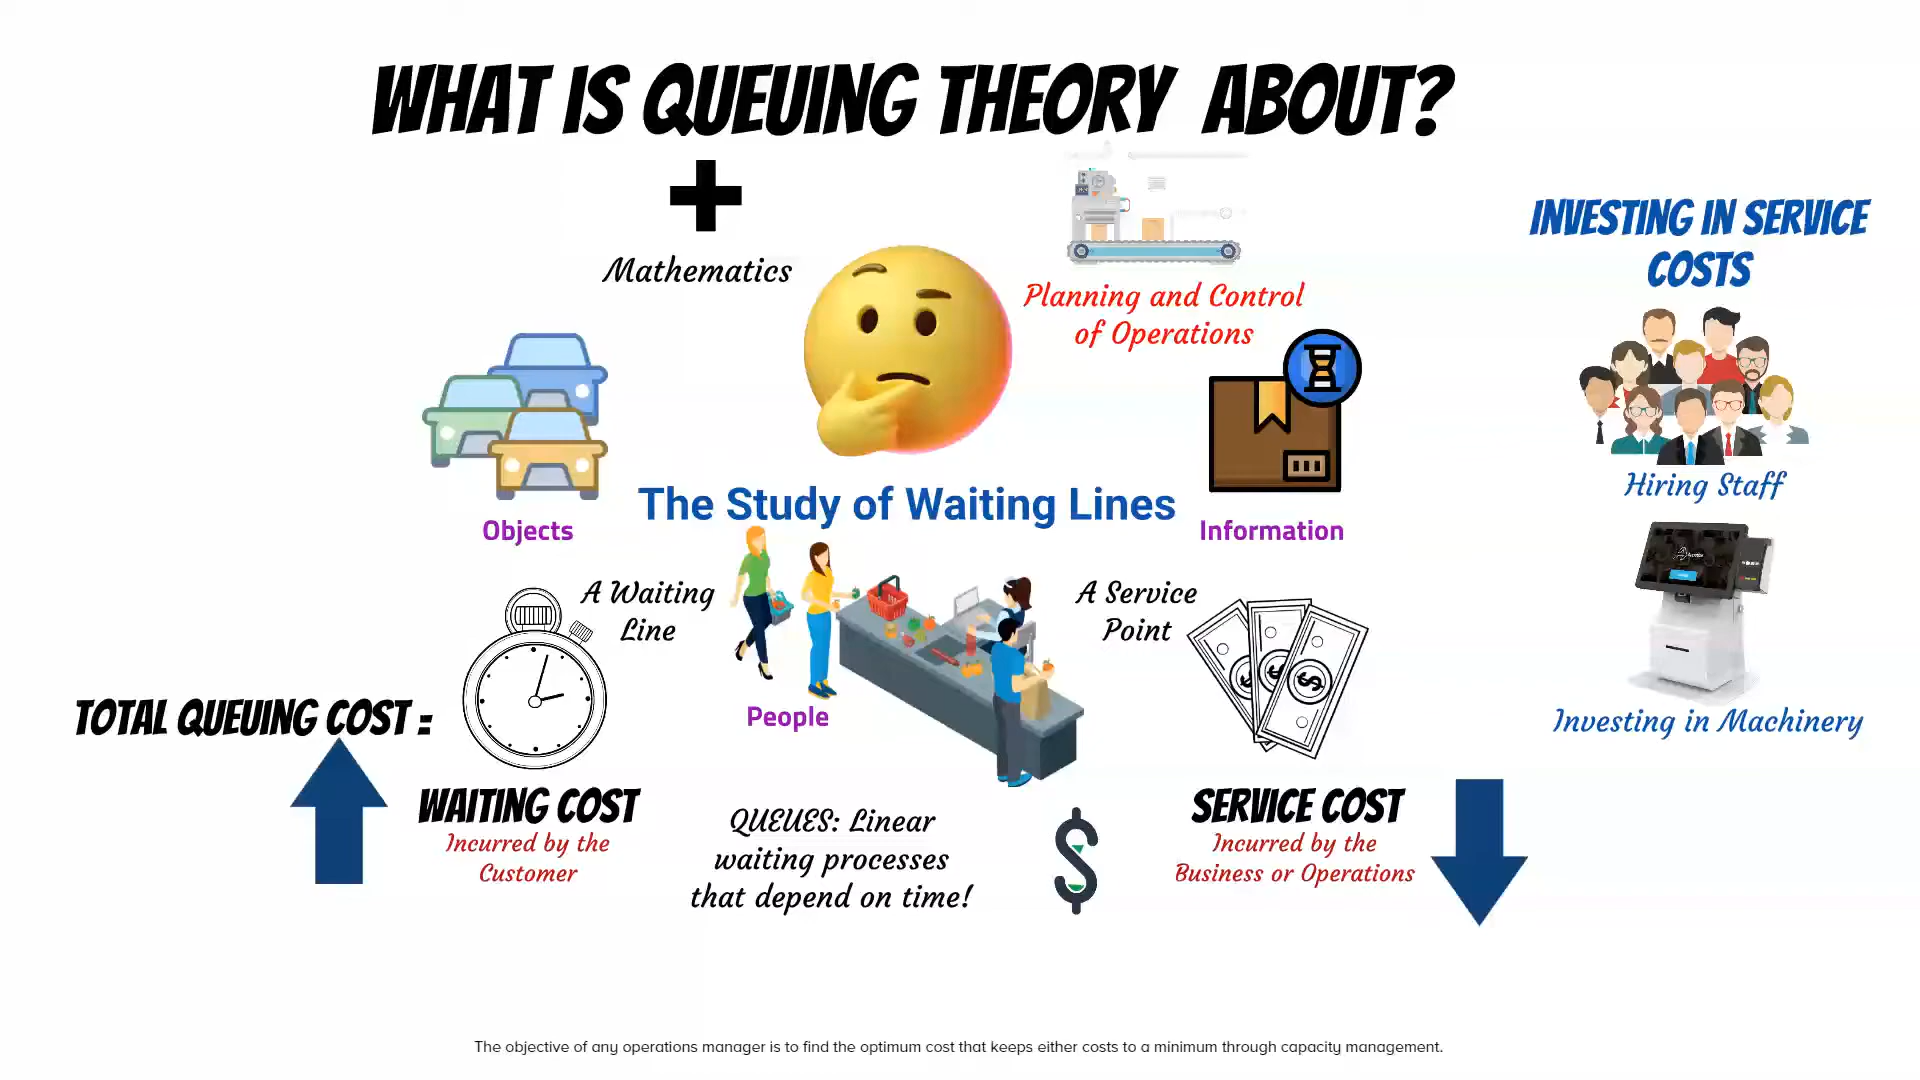 WHAT IS QUEUING THEORY ABOUT?
Mathematics
Planning and Control
of Operations
INVESTING IN SERVICE
COSTS
Hiring Staff
The Study of Waiting Lines
Objects
Information
A Waiting
Line
A Service
Point
People
Investing in Machinery
TOTAL QUEUING COST =
WAITING COST
Incurred by the
Customer
QUEUES: Linear
waiting processes
that depend on time!
SERVICE COST
Incurred by the
Business or Operations
The objective of any operations manager is to find the optimum cost that keeps either costs to a minimum through capacity management.